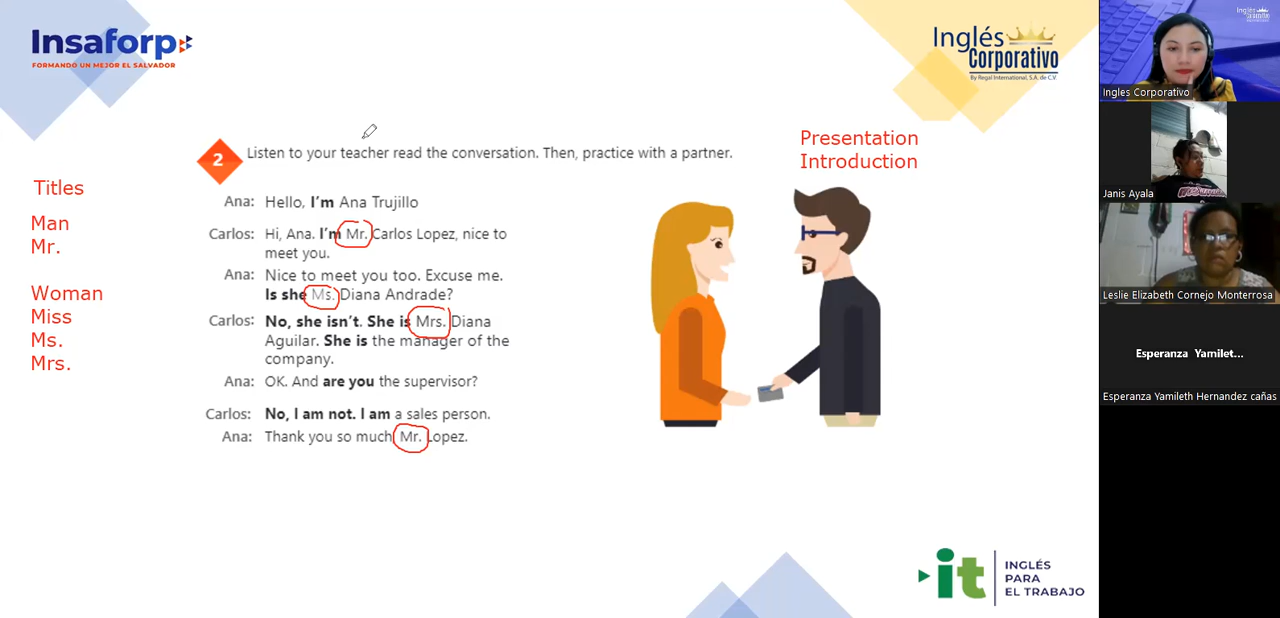 Insaforp
FORMANDO UN MEJOR EL SALVADOR
Inglés
Corporativo
By Regal International, S.A. de C.V.
2
Listen to your teacher read the conversation. Then, practice with a partner.
Presentation
Introduction
Titles
Man
Mr.
Woman
Miss
Ms.
Mrs.
Ana: Hello, I'm Ana Trujillo
Carlos: Hi, Ana. I'm Mr. Carlos Lopez, nice to
meet you.
Ana: Nice to meet you too. Excuse me.
Is she Ms. Diana Andrade?
Carlos: No, she isn't. She is Mrs. Diana
Aguilar. She is the manager of the
company.
Ana: OK. And are you the supervisor?
Carlos: No, I am not. I am a sales person.
Ana: Thank you so much Mr. Lopez.
it
INGLÉS
PARA
EL TRABAJO
Ingles Corporativo
Janis Ayala
Leslie Elizabeth Cornejo Monterrosa
Esperanza Yamilet...
Esperanza Yamileth Hernandez cañas